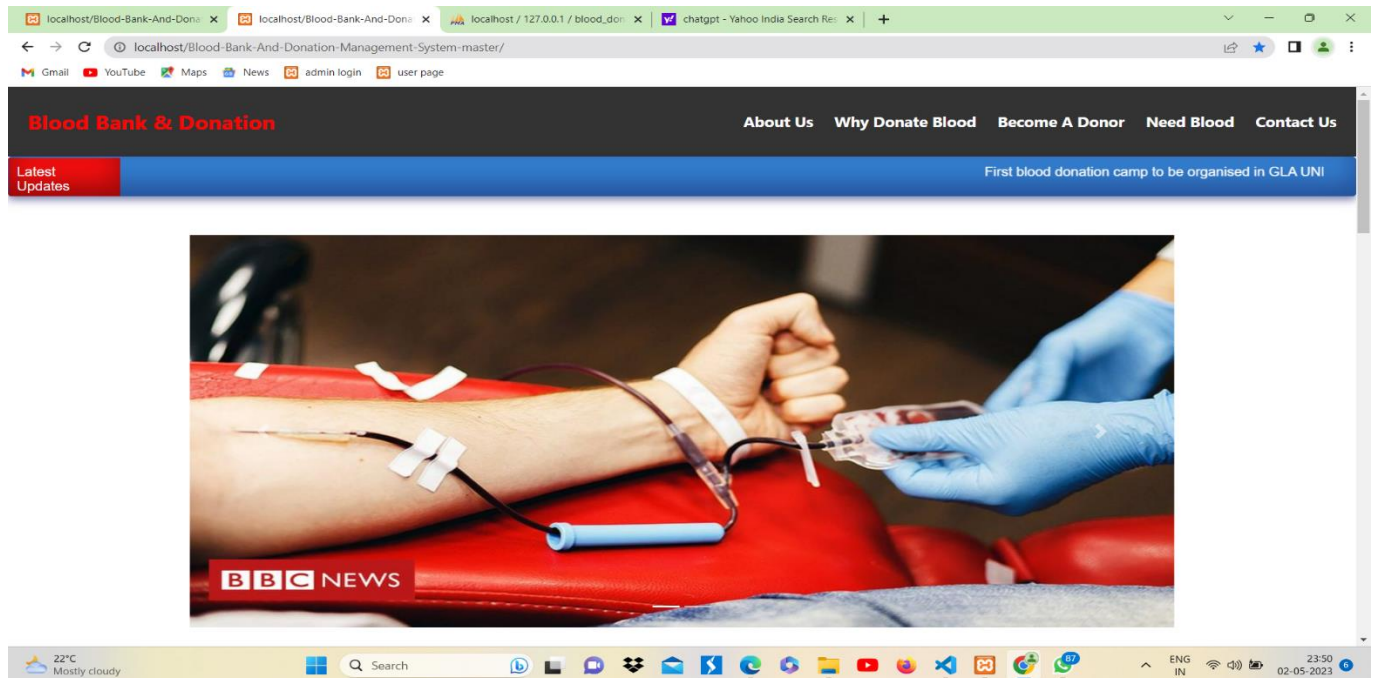 localhost/Blood-Bank-And-Dona
localhost/Blood-Bank-And-Dona
localhost / 127.0.0.1 / blood_don
chatgpt - Yahoo India Search Res
localhost/Blood-Bank-And-Donation-Management-System-master/
Gmail YouTube Maps News admin login user page
Blood Bank & Donation
About Us Why Donate Blood Become A Donor Need Blood Contact Us
Latest
Updates
First blood donation camp to be organised in GLA UNI
BBC NEWS
22°C
Mostly cloudy
Search
87
ENG
IN
23:50
02-05-2023
6